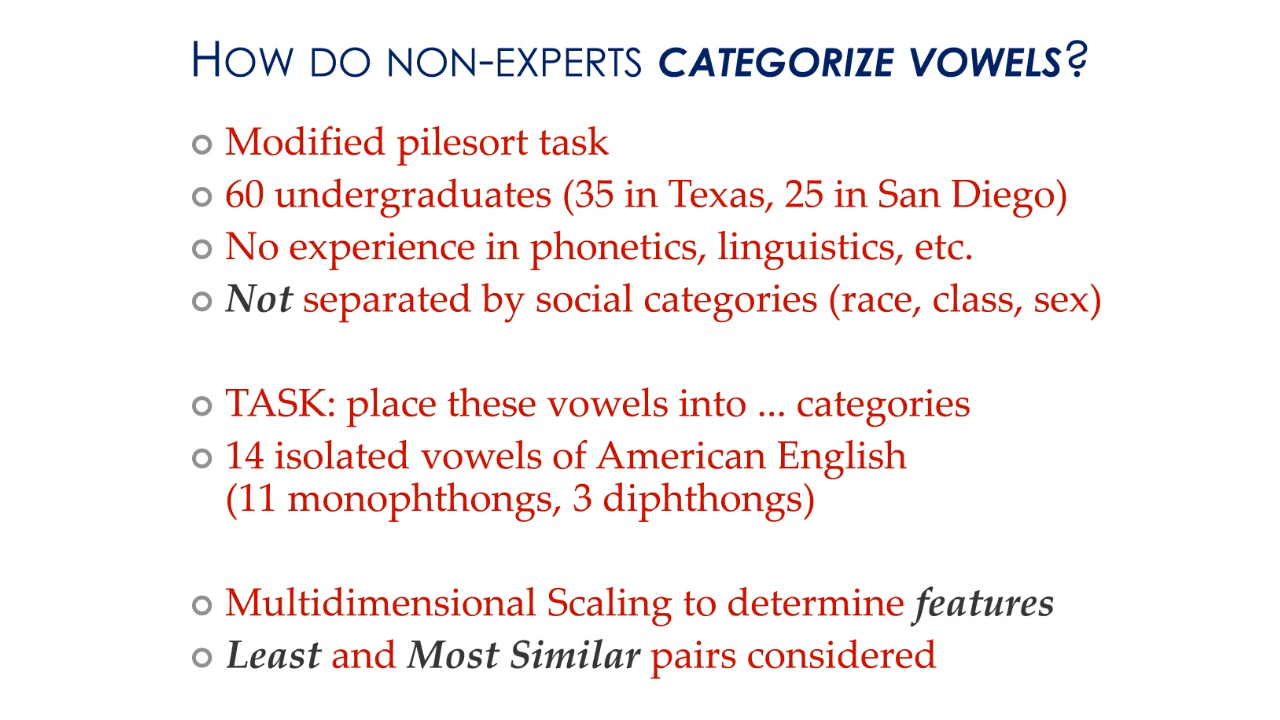 HOW DO NON-EXPERTS CATEGORIZE VOWELS?
Modified pilesort task
60 undergraduates (35 in Texas, 25 in San Diego)
No experience in phonetics, linguistics, etc.
Not separated by social categories (race, class, sex)
TASK: place these vowels into ... categories
14 isolated vowels of American English
(11 monophthongs, 3 diphthongs)
Multidimensional Scaling to determine features
Least and Most Similar pairs considered